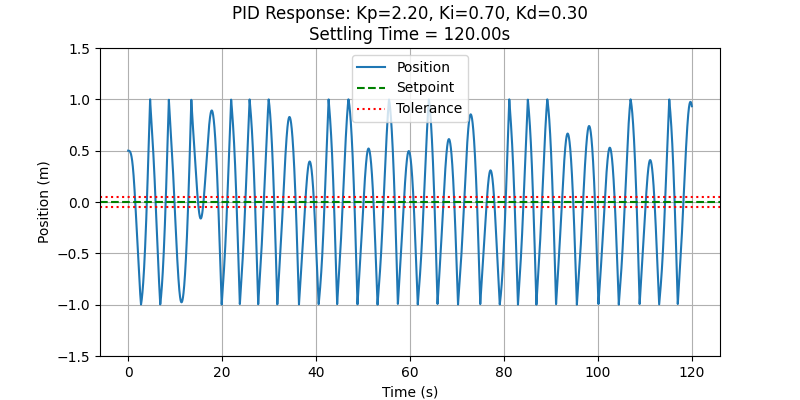 PID Response: Kp=2.20, Ki=0.70, Kd=0.30
Settling Time = 120.00s
Position
Setpoint
Tolerance
1.5
1.0
0.5
0.0
−0.5
−1.0
−1.5
Position (m)
0
20
40
60
80
100
120
Time (s)